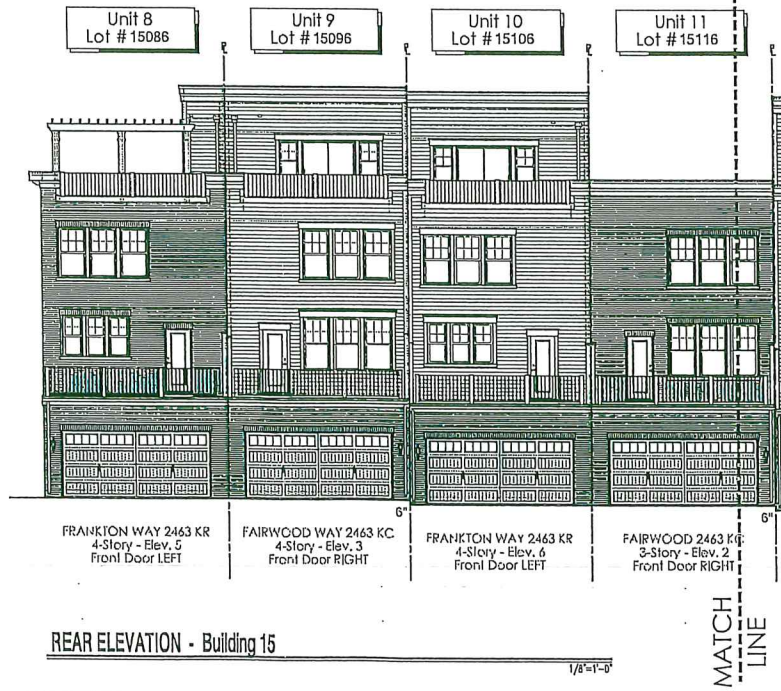 Unit 8
Lot # 15086
Unit 9
Lot # 15096
Unit 10
Lot # 15106
Unit 11
Lot # 15116
6"
6"
FRANKTON WAY 2463 KR
4-Story - Elev. 5
Front Door LEFT
FAIRWOOD WAY 2463 KC
4-Story - Elev. 3
Front Door RIGHT
FRANKTON WAY 2463 KR
4-Story - Elev. 6
Front Door LEFT
FAIRWOOD 2463 KC
3-Story - Elev. 2
Front Door RIGHT
MATCH
LINE
REAR ELEVATION - Building 15
1/8"=1'-0"